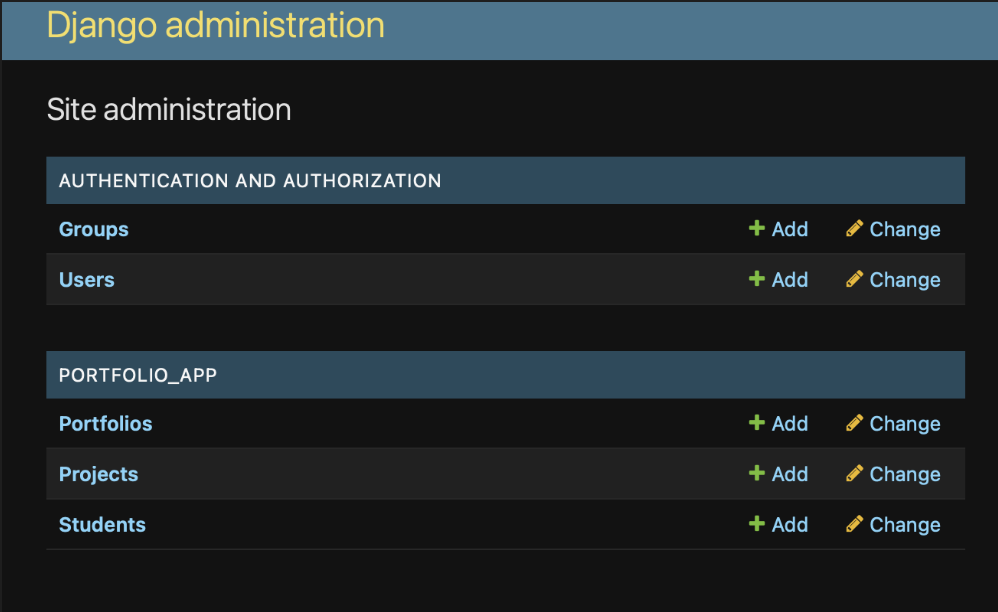 Django administration
Site administration
AUTHENTICATION AND AUTHORIZATION
Groups Add Change
Users Add Change
PORTFOLIO_APP
Portfolios Add Change
Projects Add Change
Students Add Change